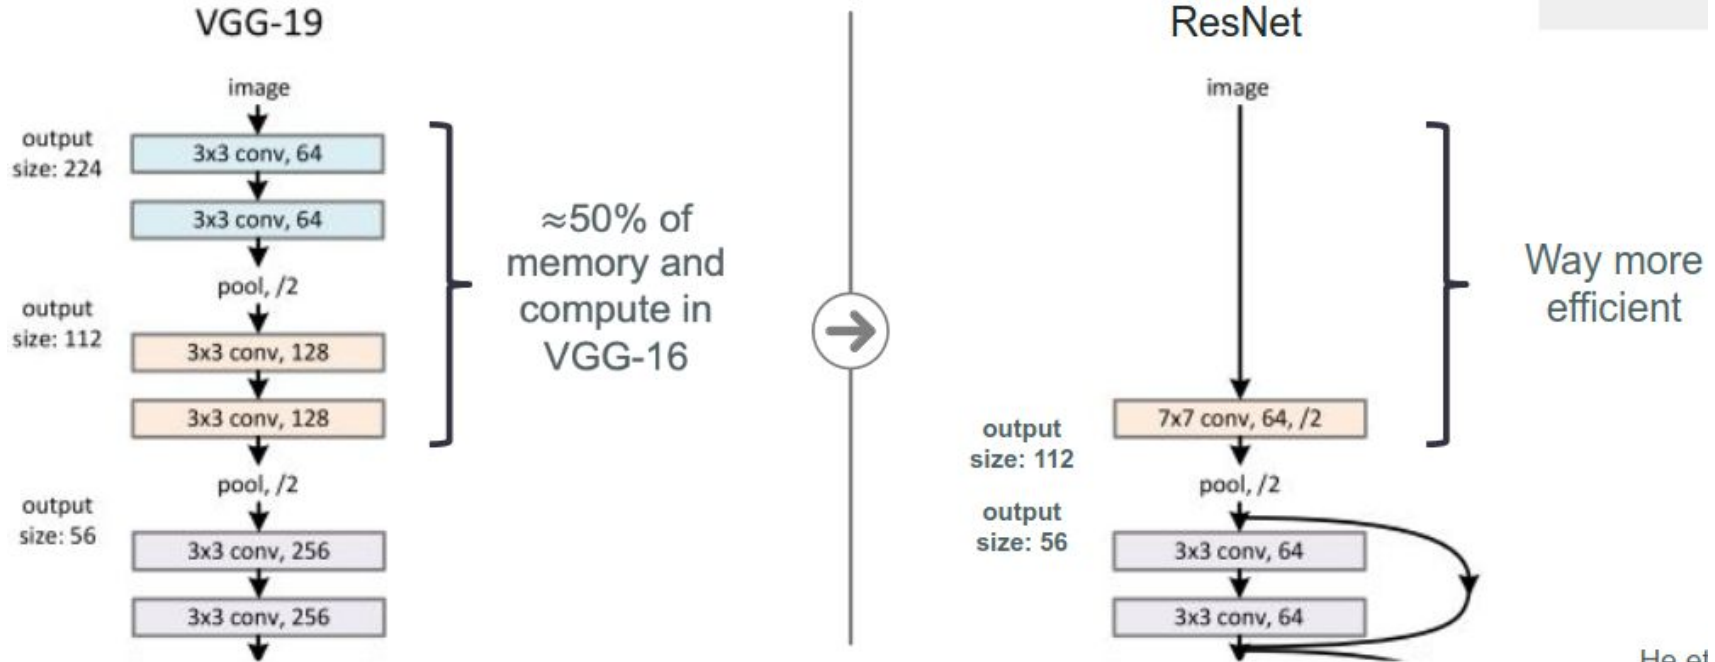 VGG-19
image
output
size: 224
3x3 conv, 64
3x3 conv, 64
pool, /2
output
size: 112
3x3 conv, 128
3x3 conv, 128
pool, /2
output
size: 56
3x3 conv, 256
3x3 conv, 256
≈50% of
memory and
compute in
VGG-16
ResNet
image
7x7 conv, 64, /2
output
size: 112
pool, /2
output
size: 56
3x3 conv, 64
3x3 conv, 64
Way more
efficient
He